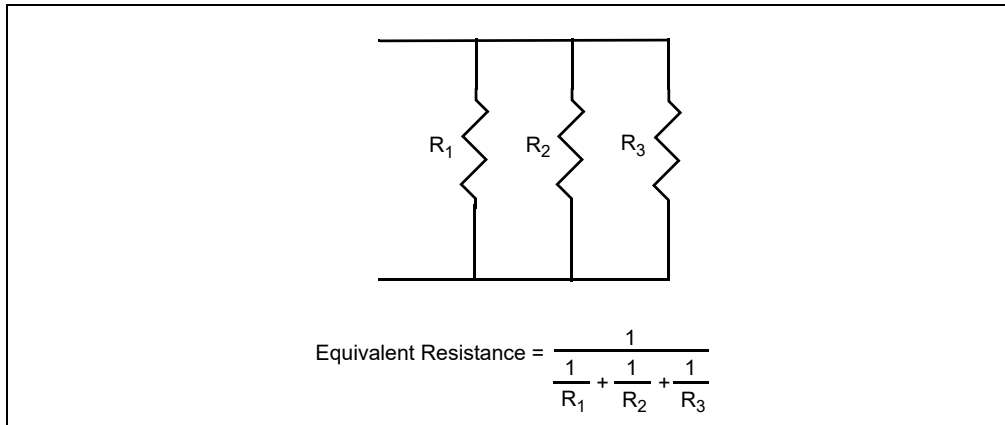 R1 R2 R3
Equivalent Resistance = 1
1 + 1 + 1
R1 R2 R3